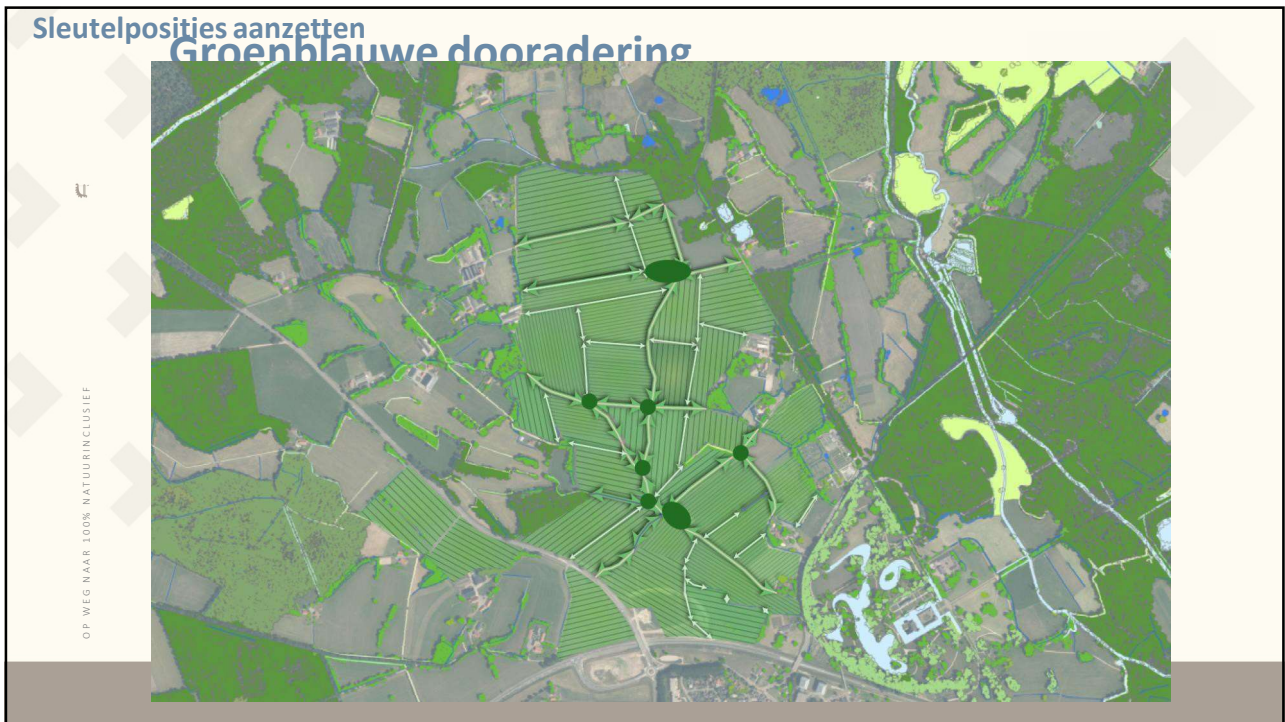 Sleutelposities aanzetten
Groenblauwe dooradering
OP WEG NAAR 100% NATUURINCLUSIEF